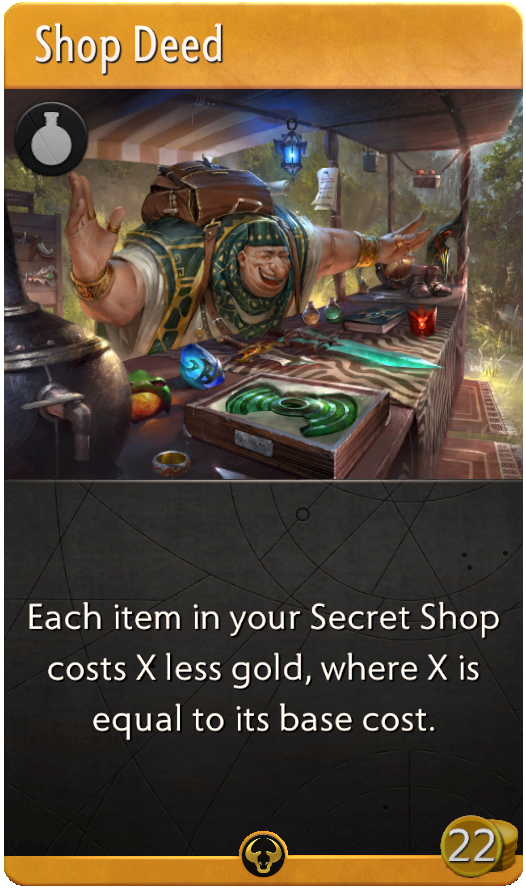 Shop Deed
Each item in your Secret Shop
costs X less gold, where X is
equal to its base cost.
22